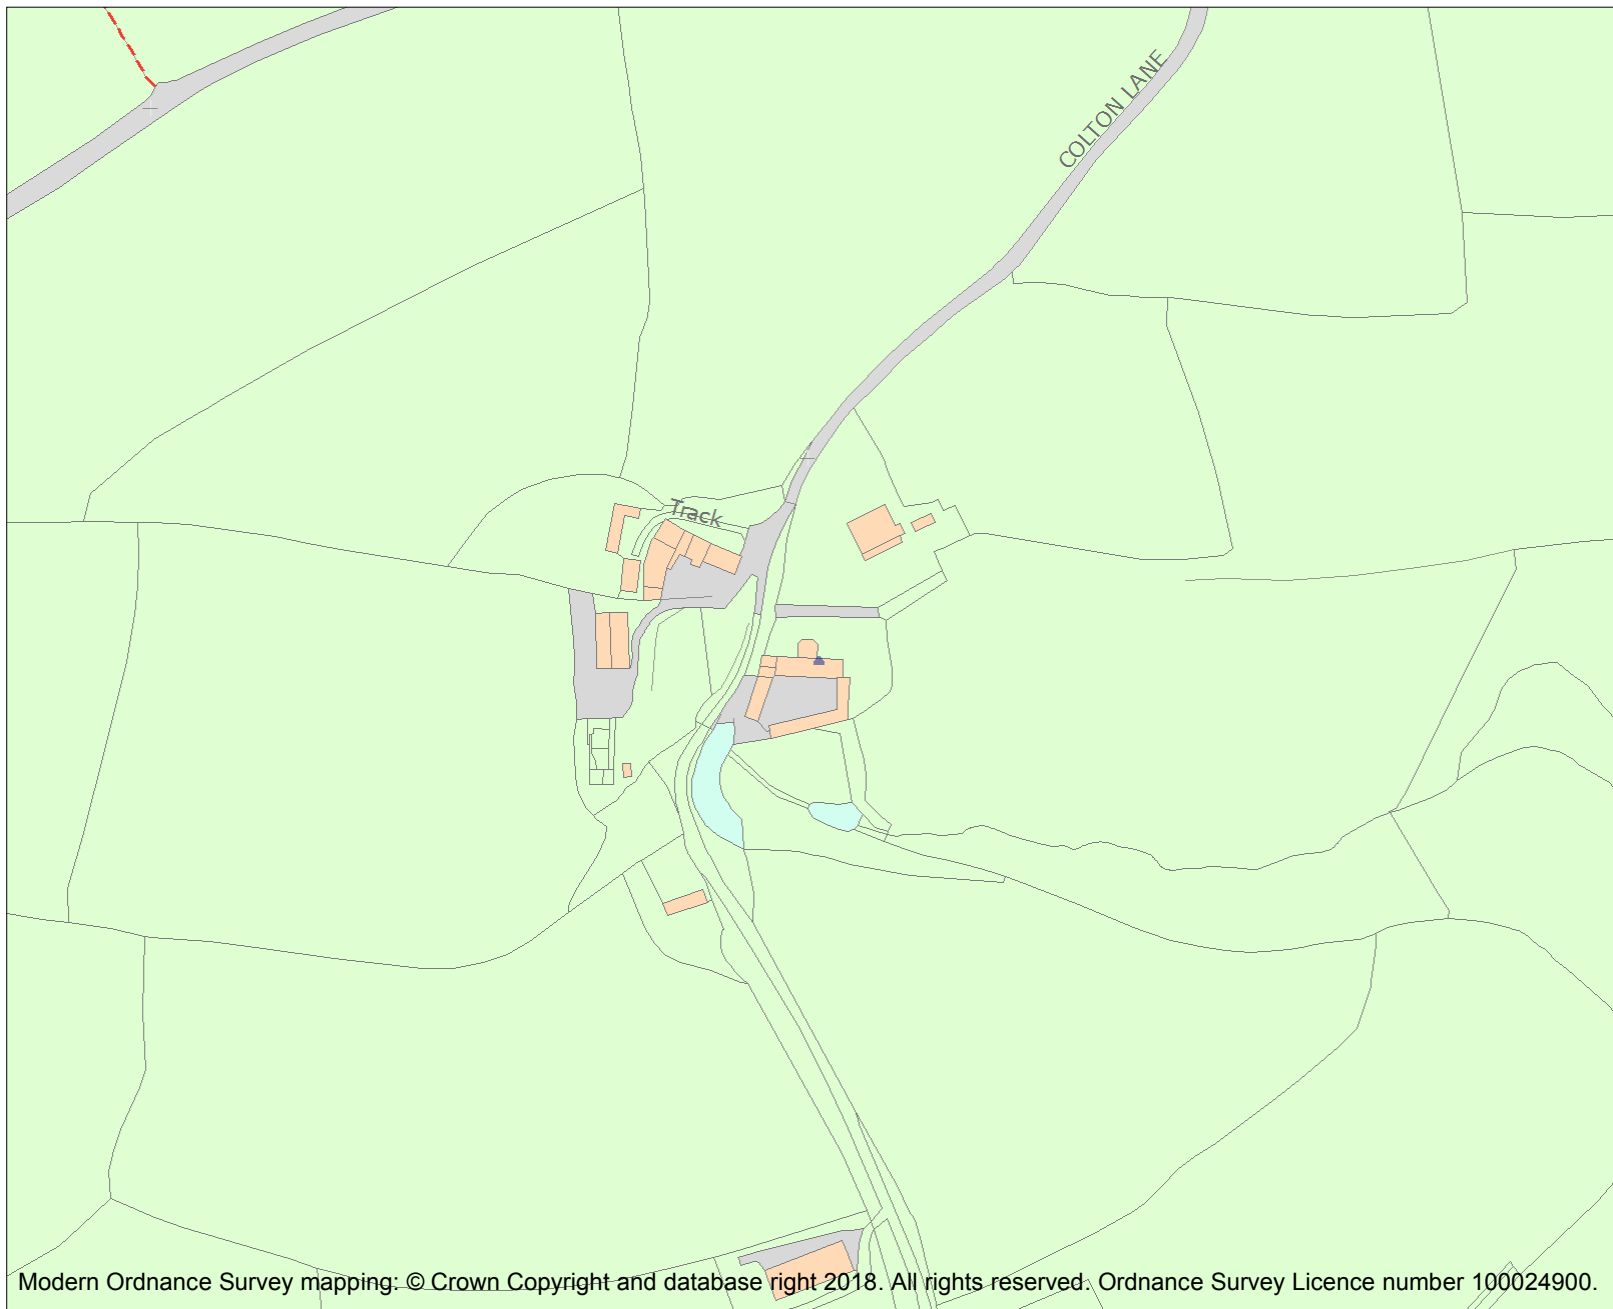 COLTON LANE
Track
Modern Ordnance Survey mapping: © Crown Copyright and database right 2018. All rights reserved. Ordnance Survey Licence number 100024900.